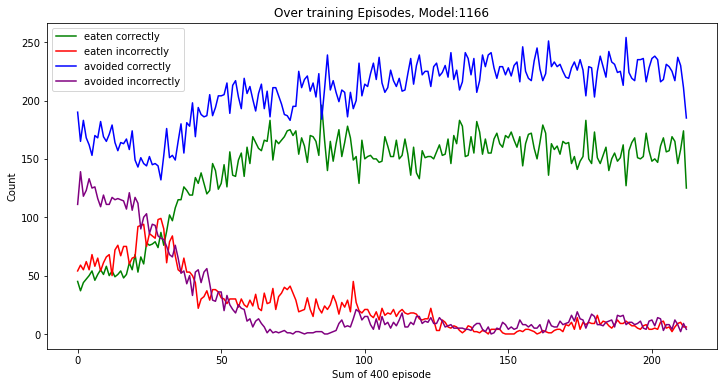 Over training Episodes, Model:1166
eaten correctly
eaten incorrectly
avoided correctly
avoided incorrectly
Count
250
200
150
100
50
0
0 50 100 150 200
Sum of 400 episode